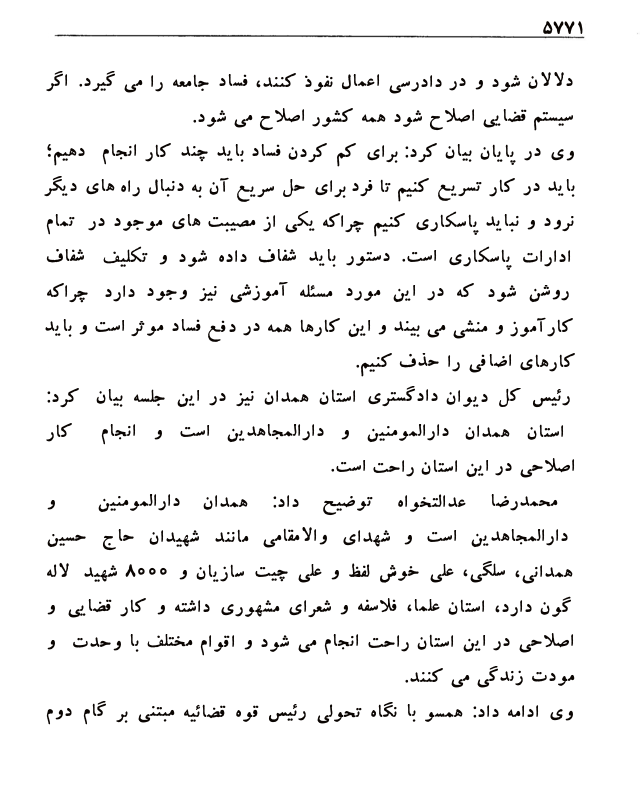 ۵۷۷۱
دلالان شود و در دادرسی اعمال نفوذ کنند، فساد جامعه را می گیرد. اگر
سیستم قضایی اصلاح شود همه کشور اصلاح می شود.
وی در پایان بیان کرد: برای کم کردن فساد باید چند کار انجام دهیم؛
باید در کار تسریع کنیم تا فرد برای حل سریع آن به دنبال راه های دیگر
نرود و نباید پاسکاری کنیم چراکه یکی از مصیبت های موجود در تمام
ادارات پاسکاری است. دستور باید شفاف داده شود و تکلیف شفاف
روشن شود که در این مورد مسئله آموزشی نیز وجود دارد چراکه
کارآموز و منشی می بیند و این کارها همه در دفع فساد موثر است و باید
کارهای اضافی را حذف کنیم.
رئیس کل دیوان دادگستری استان همدان نیز در این جلسه بیان کرد:
استان همدان دارالمومنین و دارالمجاهدین است و انجام کار
اصلاحی در این استان راحت است.
محمدرضا عدالتخواه توضیح داد: همدان دارالمومنین و
دارالمجاهدین است و شهدای والامقامی مانند شهیدان حاج حسین
همدانی، سلگی، علی خوش لفظ و علی چیت سازیان و ۸۰۰۰ شهید لاله
گون دارد، استان علما، فلاسفه و شعرای مشهوری داشته و کار قضایی و
اصلاحی در این استان راحت انجام می شود و اقوام مختلف با وحدت و
مودت زندگی می کنند.
وی ادامه داد: همسو با نگاه تحولی رئیس قوه قضائیه مبتنی بر گام دوم